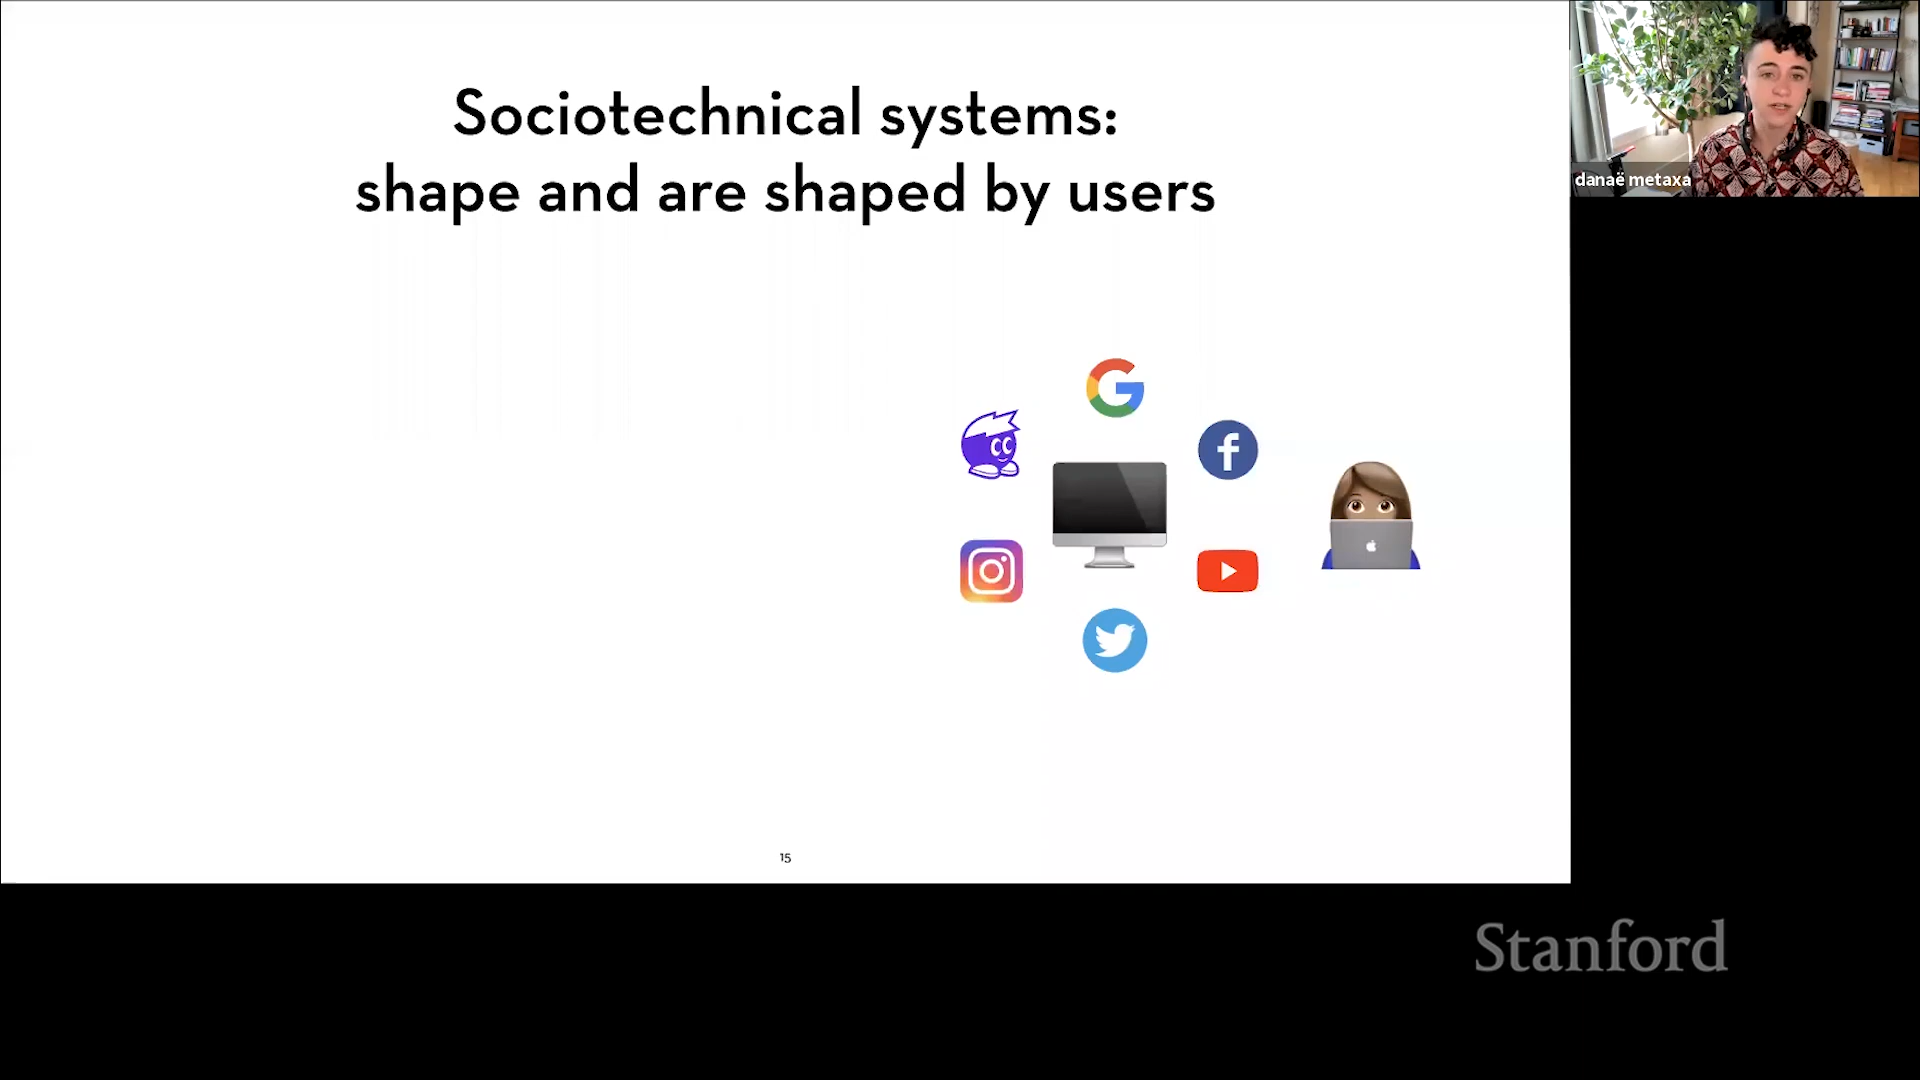 Sociotechnical systems:
shape and are shaped by users
danaë metaxa
15
Stanford